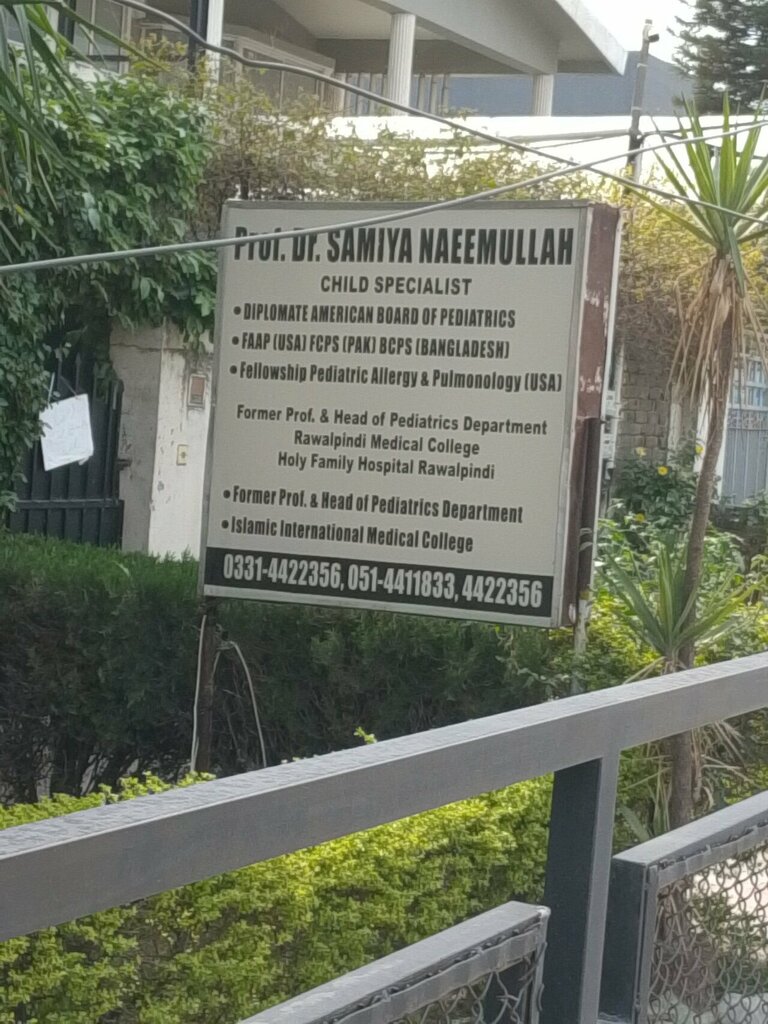 Prof. Dr. SAMIYA NAEEMULLAH
CHILD SPECIALIST
• DIPLOMATE AMERICAN BOARD OF PEDIATRICS
• FAAP (USA) FCPS (PAK) BCPS (BANGLADESH)
• Fellowship Pediatric Allergy & Pulmonology (USA)
Former Prof. & Head of Pediatrics Department
Rawalpindi Medical College
Holy Family Hospital Rawalpindi
• Former Prof. & Head of Pediatrics Department
• Islamic International Medical College
0331-4422356, 051-4411833, 4422356